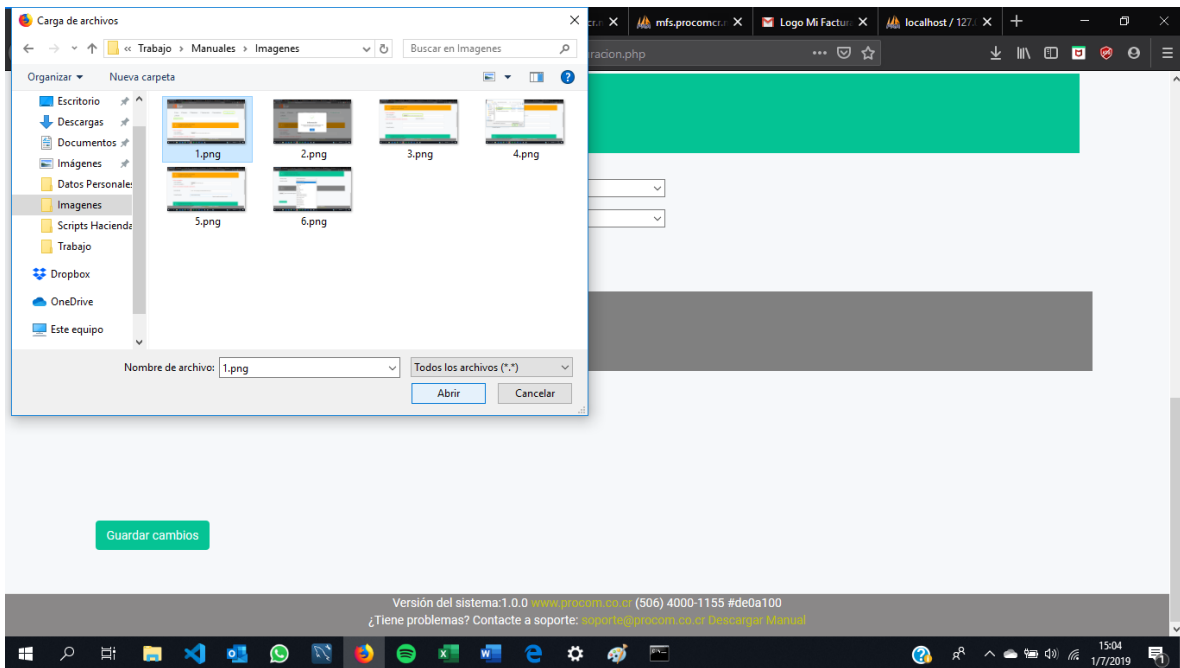 Carga de archivos
cr.r
mfs.procomcr.r
Logo Mi Factur
localhost / 127.
« Trabajo › Manuales › Imagenes
Buscar en Imagenes
racion.php
Organizar
Nueva carpeta
Escritorio
Descargas
Documentos
Imágenes
Datos Personales
Imagenes
Scripts Hacienda
Trabajo
Dropbox
OneDrive
Este equipo
1.png
2.png
3.png
4.png
5.png
6.png
Nombre de archivo:
1.png
Todos los archivos (*.*)
Abrir
Cancelar
Guardar cambios
Versión del sistema:1.0.0 www.procom.co.cr (506) 4000-1155 #de0a100
¿Tiene problemas? Contacte a soporte: soporte@procom.co.cr Descargar Manual
15:04
1/7/2019